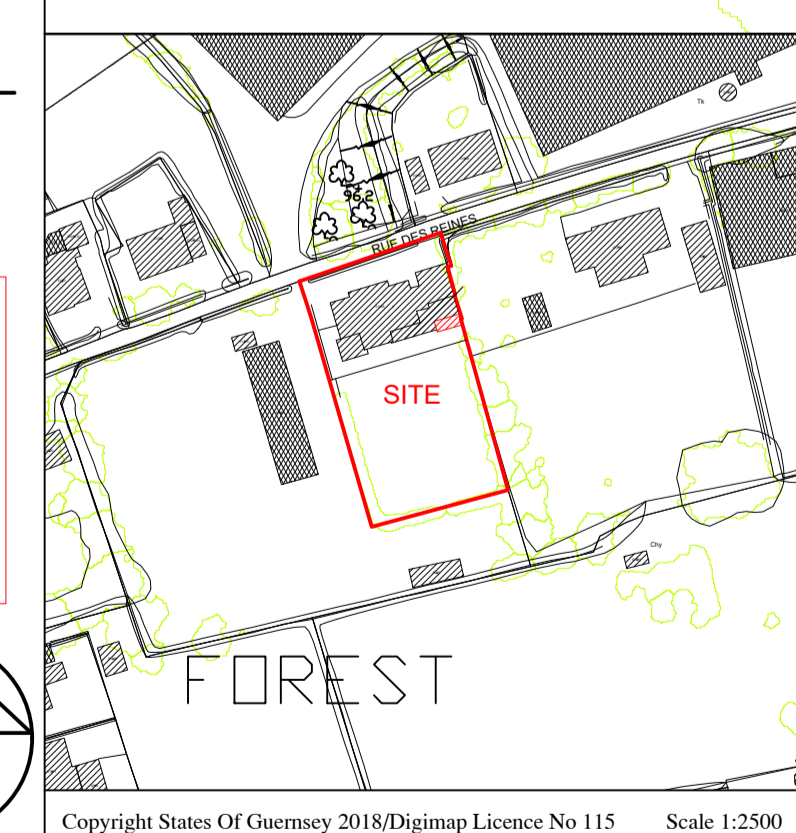 Tk
96.2
RUE DES REINES
SITE
Chy
FOREST
Copyright States Of Guernsey 2018/Digimap Licence No 115 Scale 1:2500